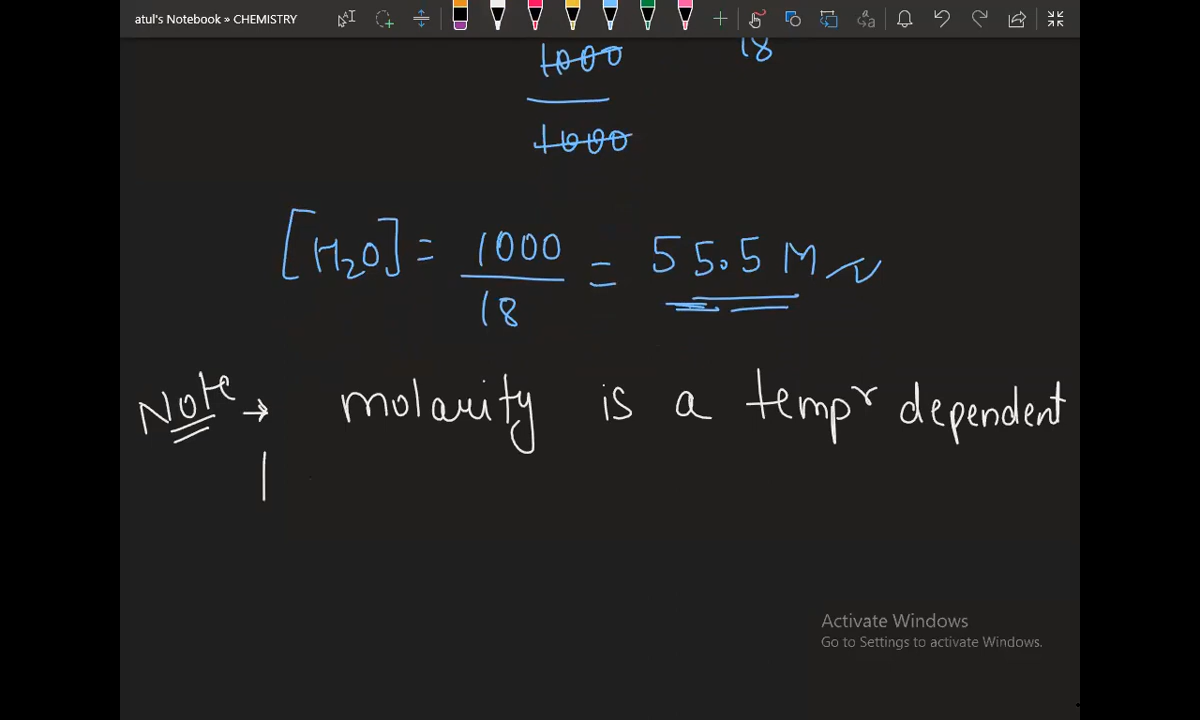 atul's Notebook » CHEMISTRY
1000
18
1000
[H2O] = 1000 = 55.5 M
18
Note → molarity is a tempr dependent
Activate Windows
Go to Settings to activate Windows.